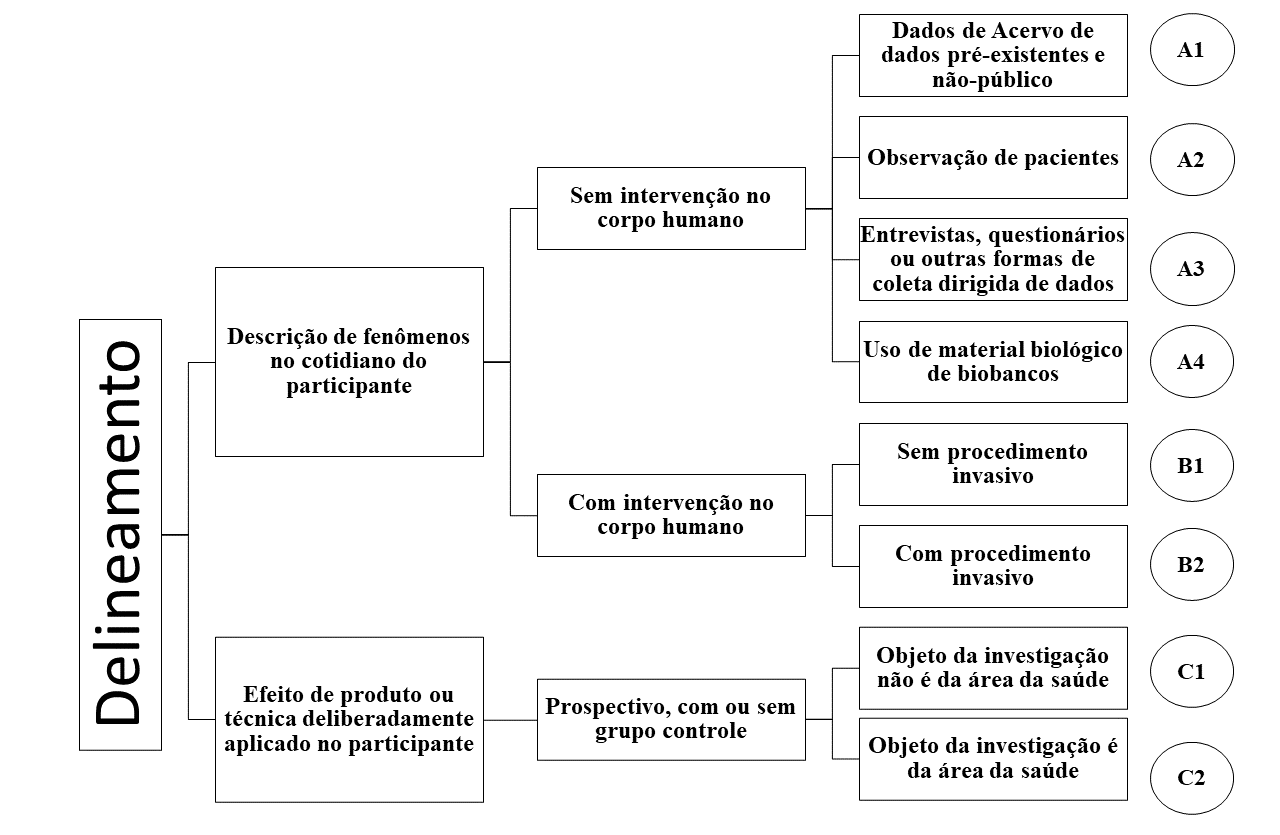 Delineamento
Descrição de fenômenos
no cotidiano do
participante
Efeito de produto ou
técnica deliberadamente
aplicado no participante
Sem intervenção no
corpo humano
Com intervenção no
corpo humano
Prospectivo, com ou sem
grupo controle
Dados de Acervo de
dados pré-existentes e
não-público
A1
Observação de pacientes
A2
Entrevistas, questionários
ou outras formas de
coleta dirigida de dados
A3
Uso de material biológico
de biobancos
A4
Sem procedimento
invasivo
B1
Com procedimento
invasivo
B2
Objeto da investigação
não é da área da saúde
C1
Objeto da investigação é
da área da saúde
C2